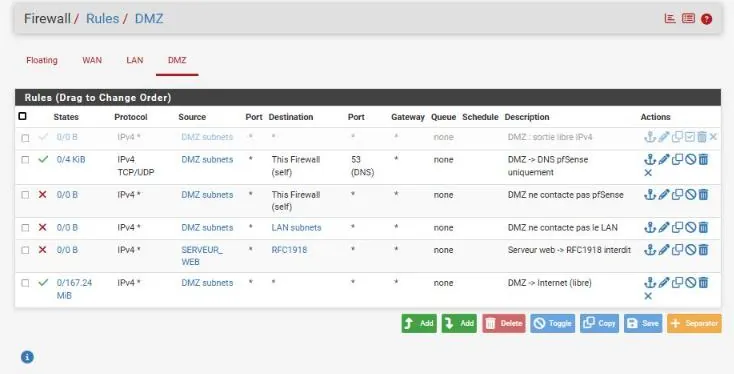 Firewall / Rules / DMZ
Floating WAN LAN DMZ
Rules (Drag to Change Order)
States Protocol Source Port Destination Port Gateway Queue Schedule Description Actions
0/0 B IPv4 * DMZ subnets * * * * none DMZ : sortie libre IPv4
0/4 KiB IPv4 TCP/UDP DMZ subnets * This Firewall (self) 53 (DNS) * none DMZ -> DNS pfSense uniquement
0/0 B IPv4 * DMZ subnets * This Firewall (self) * * none DMZ ne contacte pas pfSense
0/0 B IPv4 * DMZ subnets * LAN subnets * * none DMZ ne contacte pas le LAN
0/0 B IPv4 * SERVEUR_WEB * RFC1918 * * none Serveur web -> RFC1918 interdit
0/167.24 MiB IPv4 * DMZ subnets * * * * none DMZ -> Internet (libre)
Add Add Delete Toggle Copy Save Separator